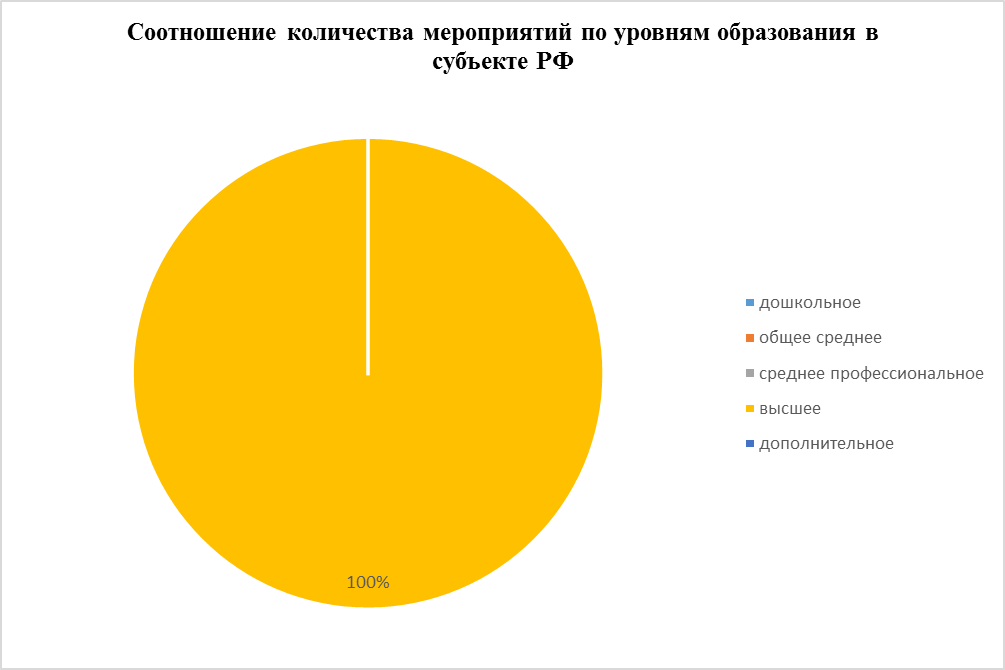 Соотношение количества мероприятий по уровням образования в
субъекте РФ
дошкольное
общее среднее
среднее профессиональное
высшее
дополнительное
100%